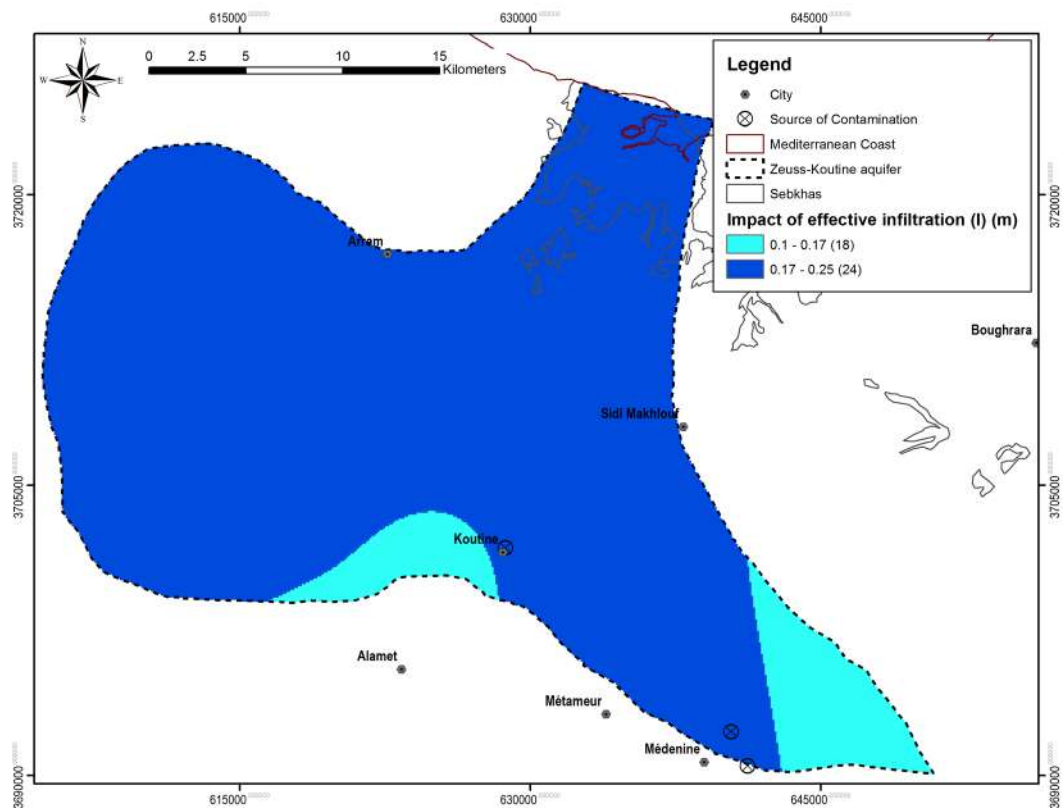 615000 630000 645000
N
W E
S
0 2.5 5 10 15
Kilometers
Legend
City
Source of Contamination
Mediterranean Coast
Zeuss-Koutine aquifer
Sebkhas
Impact of effective infiltration (I) (m)
0.1 - 0.17 (18)
0.17 - 0.25 (24)
3720000 3720000
Arram
Boughrara
Sidi Makhlouf
3705000 3705000
Koutine
Alamet
Métameur
Médenine
3690000 3690000
615000 630000 645000